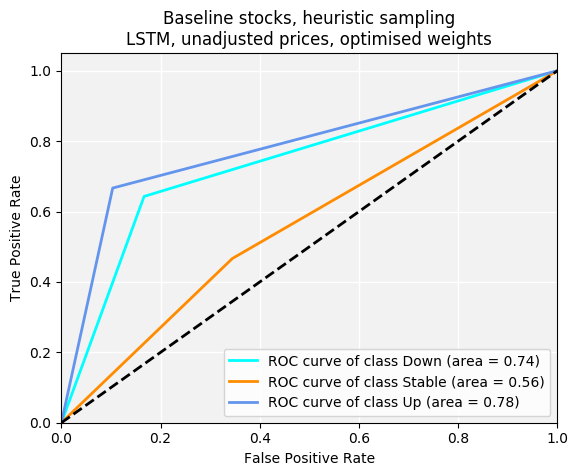 Baseline stocks, heuristic sampling
LSTM, unadjusted prices, optimised weights
True Positive Rate
1.0
0.8
0.6
0.4
0.2
0.0
ROC curve of class Down (area = 0.74)
ROC curve of class Stable (area = 0.56)
ROC curve of class Up (area = 0.78)
0.0 0.2 0.4 0.6 0.8 1.0
False Positive Rate